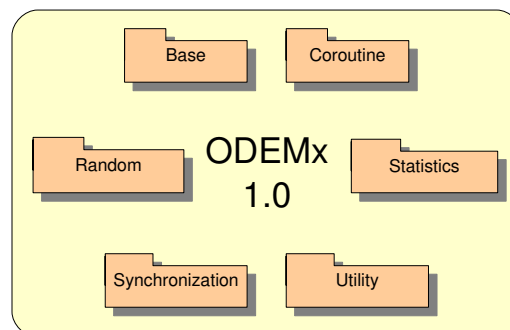 Base
Coroutine
Random
ODEMx
1.0
Statistics
Synchronization
Utility